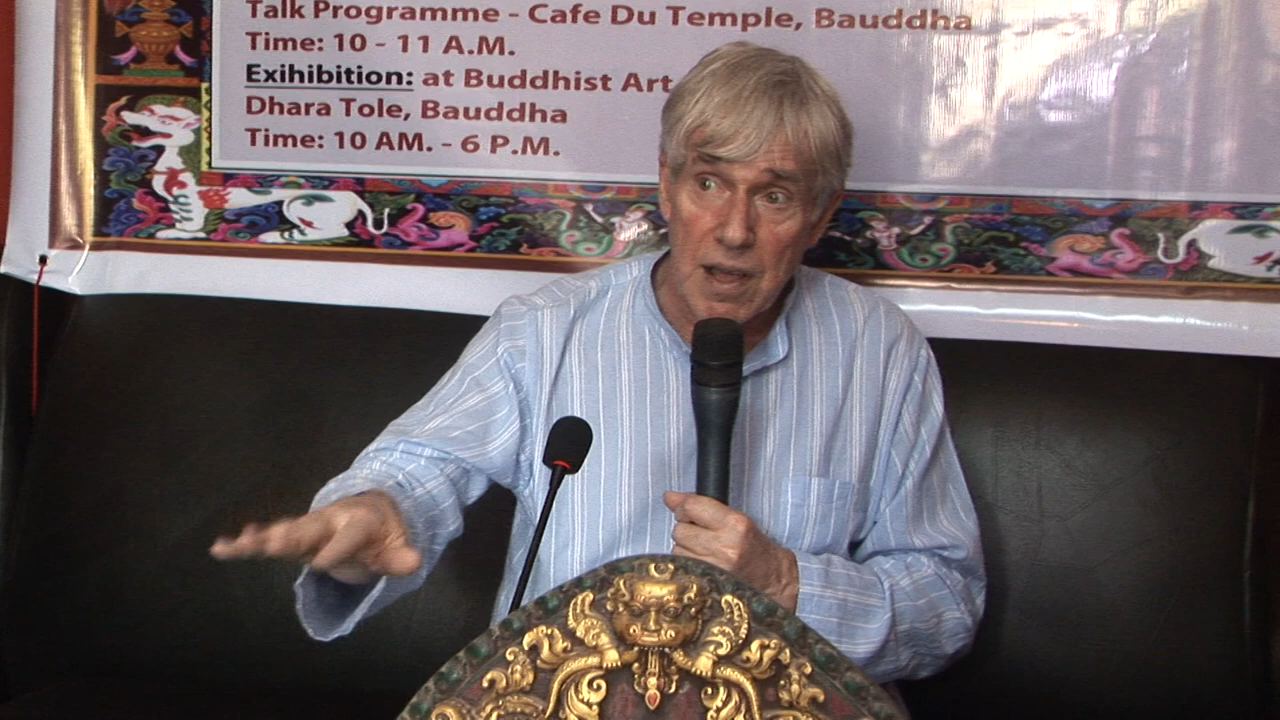 Talk Programme - Cafe Du Temple, Bauddha
Time: 10 - 11 A.M.
Exihibition: at Buddhist Art
Dhara Tole, Bauddha
Time: 10 AM. - 6 P.M.